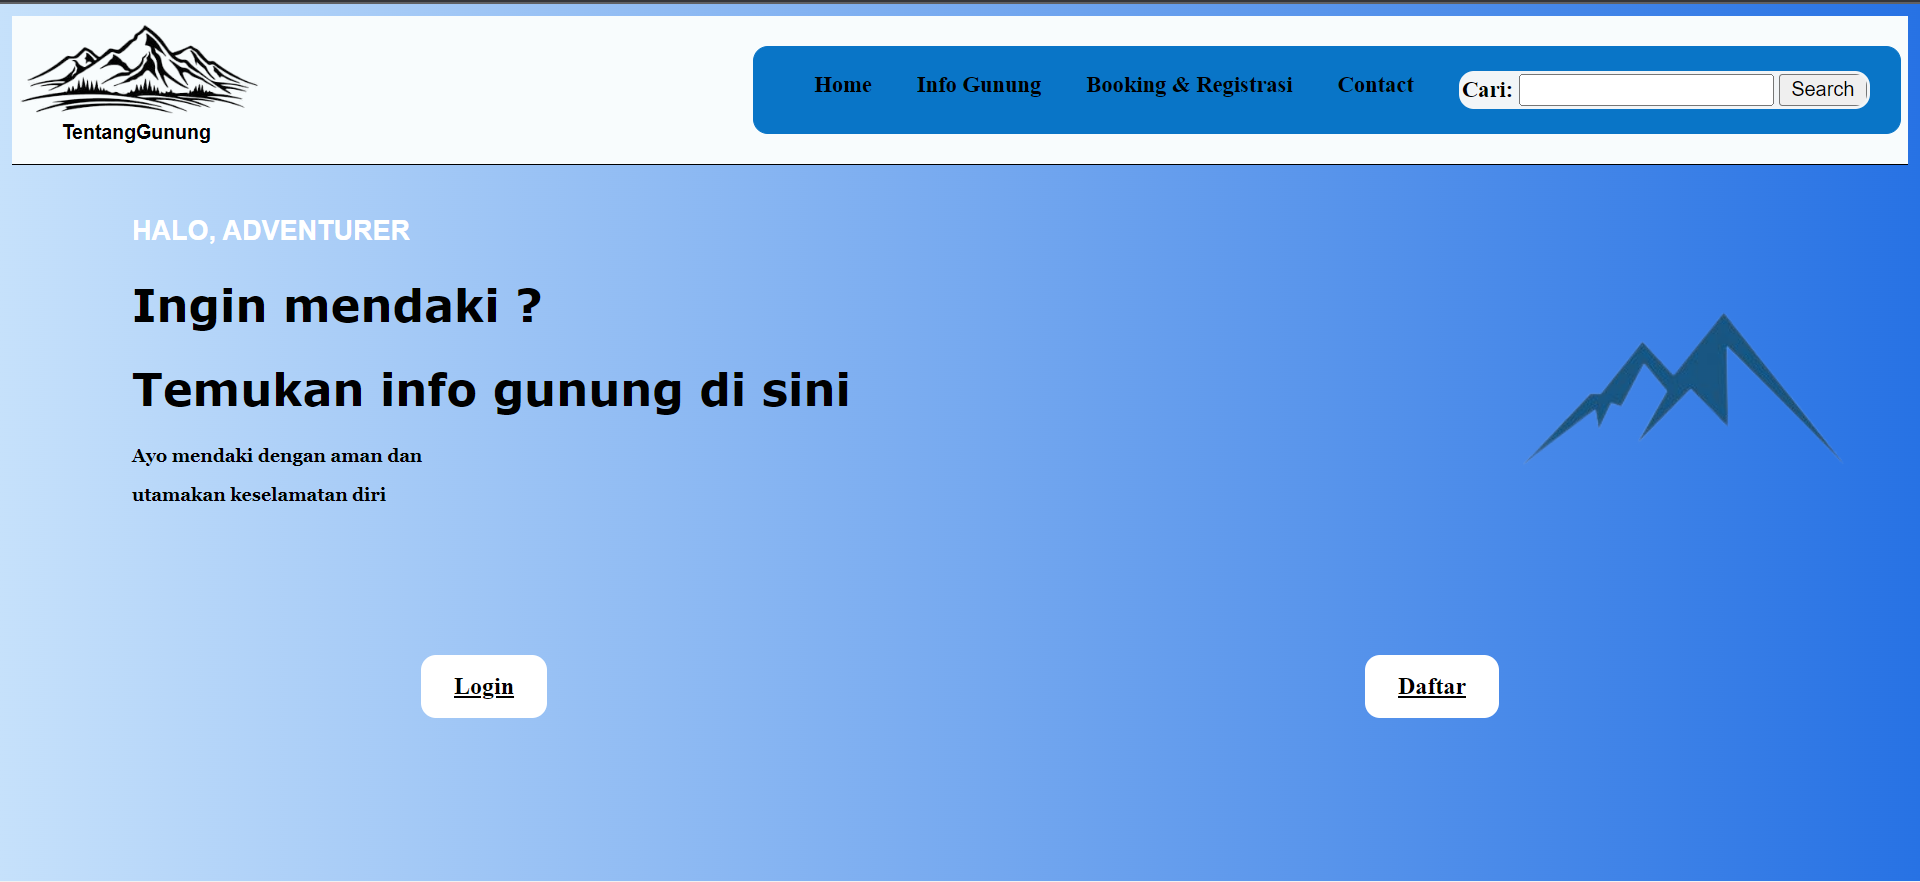 TentangGunung
Home Info Gunung Booking & Registrasi Contact Cari: Search
HALO, ADVENTURER
Ingin mendaki ?
Temukan info gunung di sini
Ayo mendaki dengan aman dan
utamakan keselamatan diri
Login Daftar